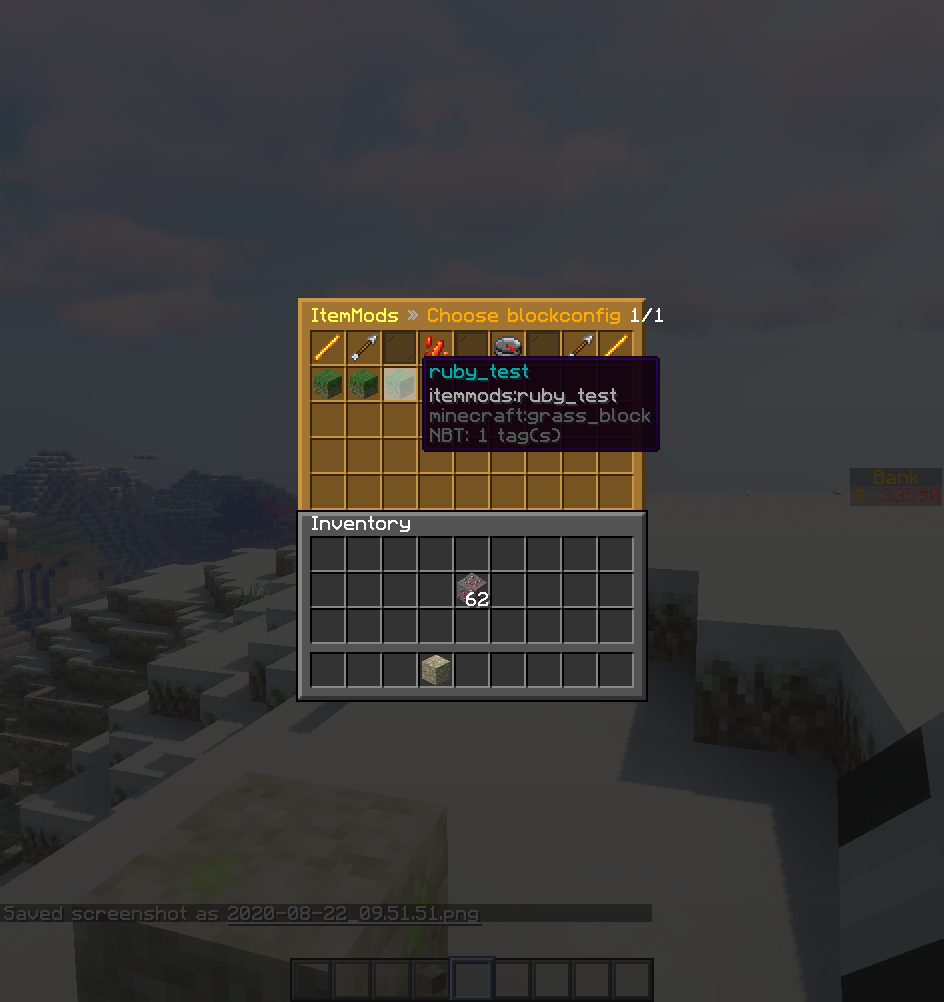 ItemMods » Choose blockconfig 1/1
ruby_test
itemmods:ruby_test
minecraft:grass_block
NBT: 1 tag(s)
Bank
$ 33590
Inventory
62
Saved screenshot as 2020-08-22_09.51.51.png